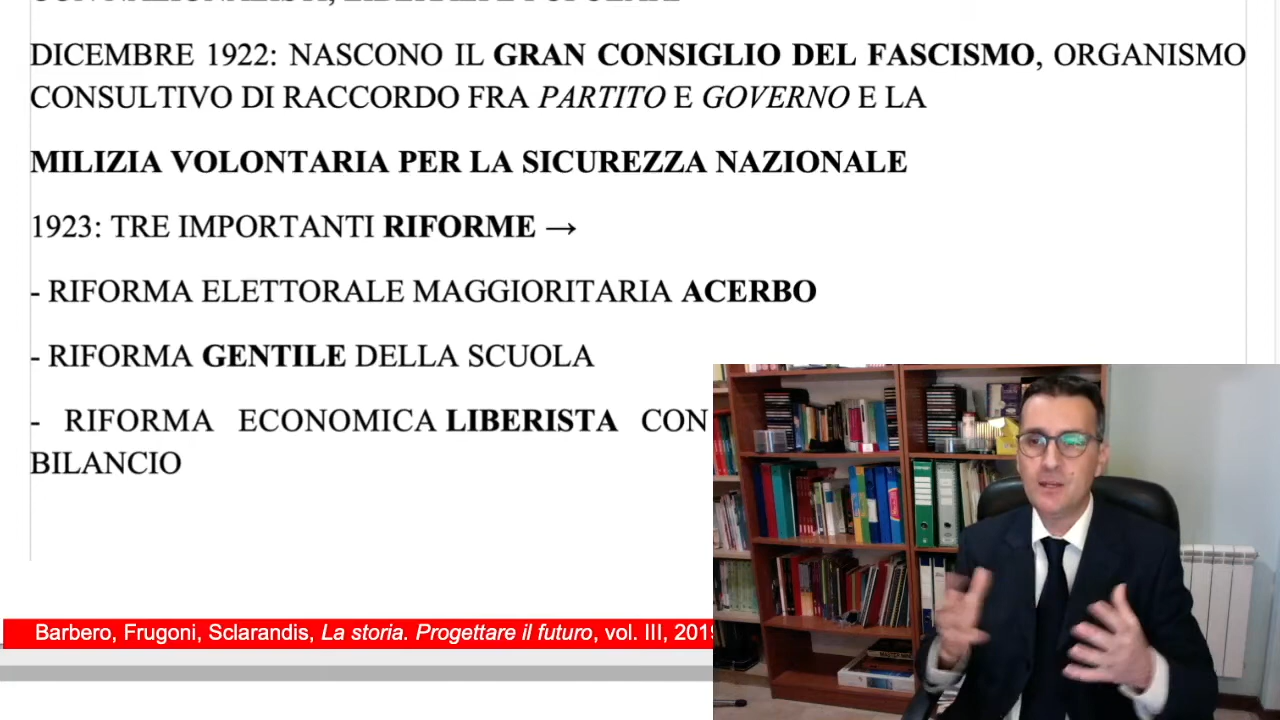 DICEMBRE 1922: NASCONO IL GRAN CONSIGLIO DEL FASCISMO, ORGANISMO
CONSULTIVO DI RACCORDO FRA PARTITO E GOVERNO E LA
MILIZIA VOLONTARIA PER LA SICUREZZA NAZIONALE
1923: TRE IMPORTANTI RIFORME →
- RIFORMA ELETTORALE MAGGIORITARIA ACERBO
- RIFORMA GENTILE DELLA SCUOLA
- RIFORMA ECONOMICA LIBERISTA CON
BILANCIO
Barbero, Frugoni, Sclarandis, La storia. Progettare il futuro, vol. III, 2019